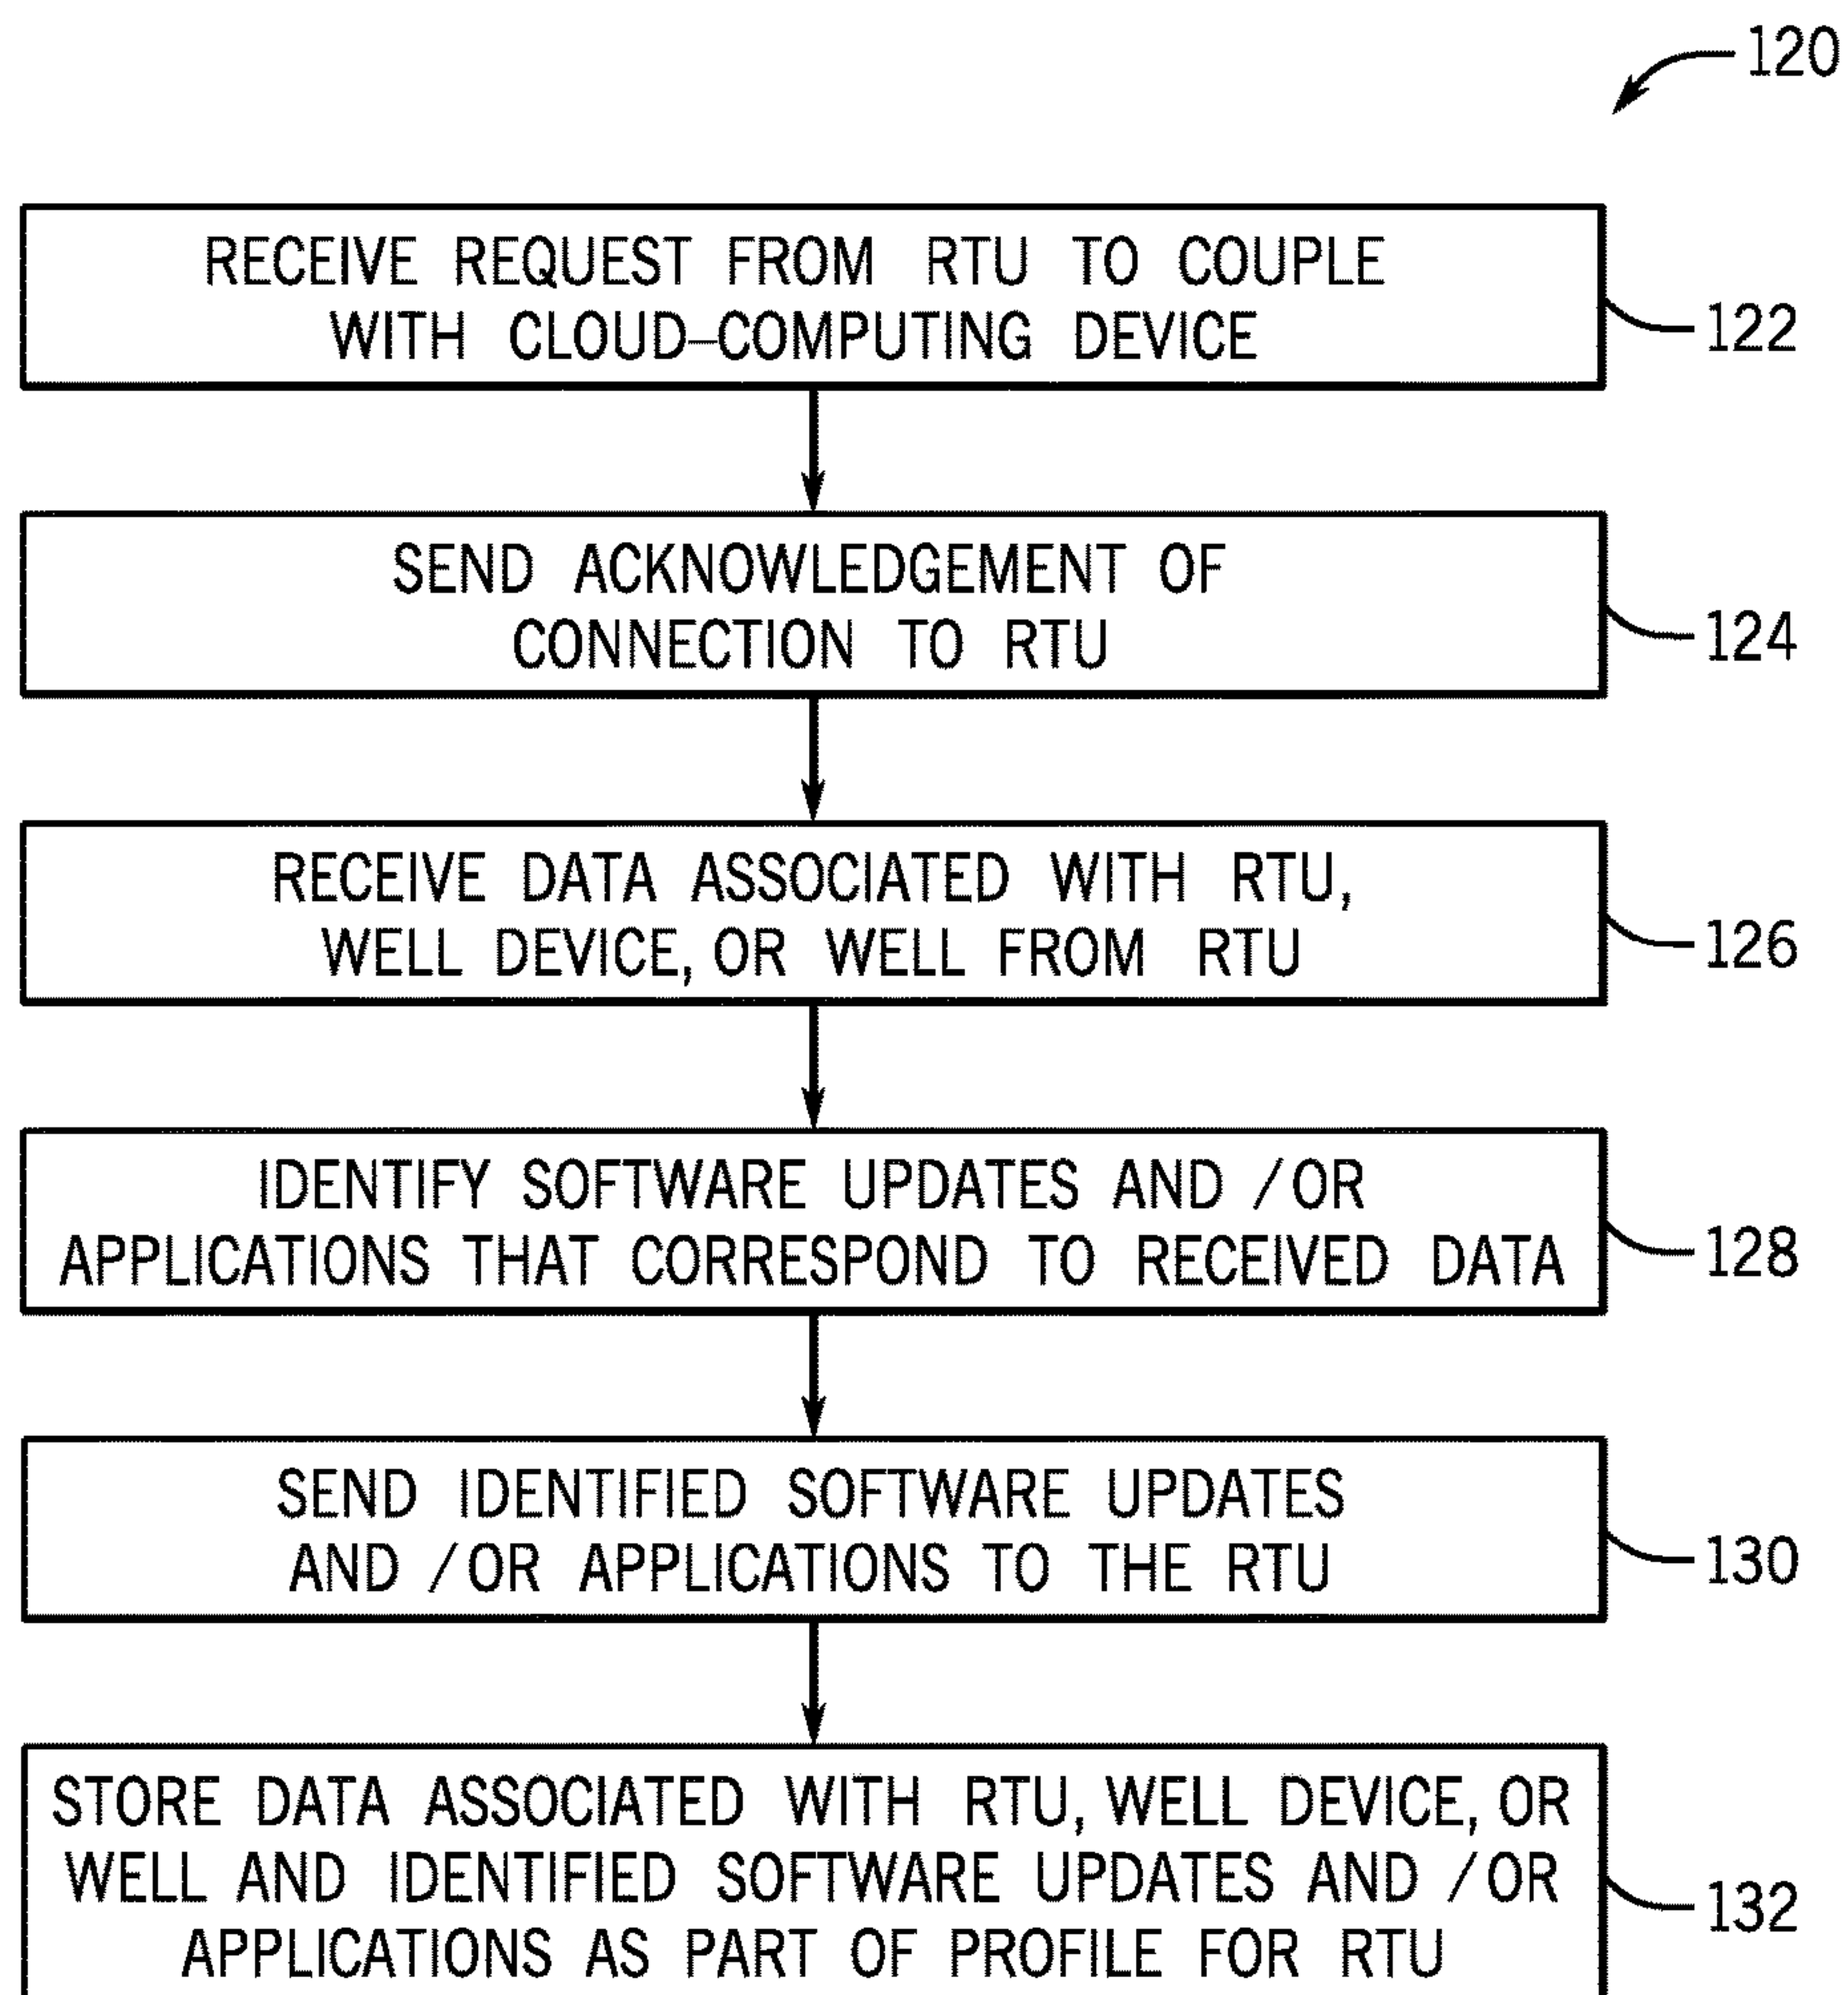 120
RECEIVE REQUEST FROM RTU TO COUPLE
WITH CLOUD-COMPUTING DEVICE
122
SEND ACKNOWLEDGEMENT OF
CONNECTION TO RTU
124
RECEIVE DATA ASSOCIATED WITH RTU,
WELL DEVICE, OR WELL FROM RTU
126
IDENTIFY SOFTWARE UPDATES AND /OR
APPLICATIONS THAT CORRESPOND TO RECEIVED DATA
128
SEND IDENTIFIED SOFTWARE UPDATES
AND /OR APPLICATIONS TO THE RTU
130
STORE DATA ASSOCIATED WITH RTU, WELL DEVICE, OR
WELL AND IDENTIFIED SOFTWARE UPDATES AND /OR
APPLICATIONS AS PART OF PROFILE FOR RTU
132